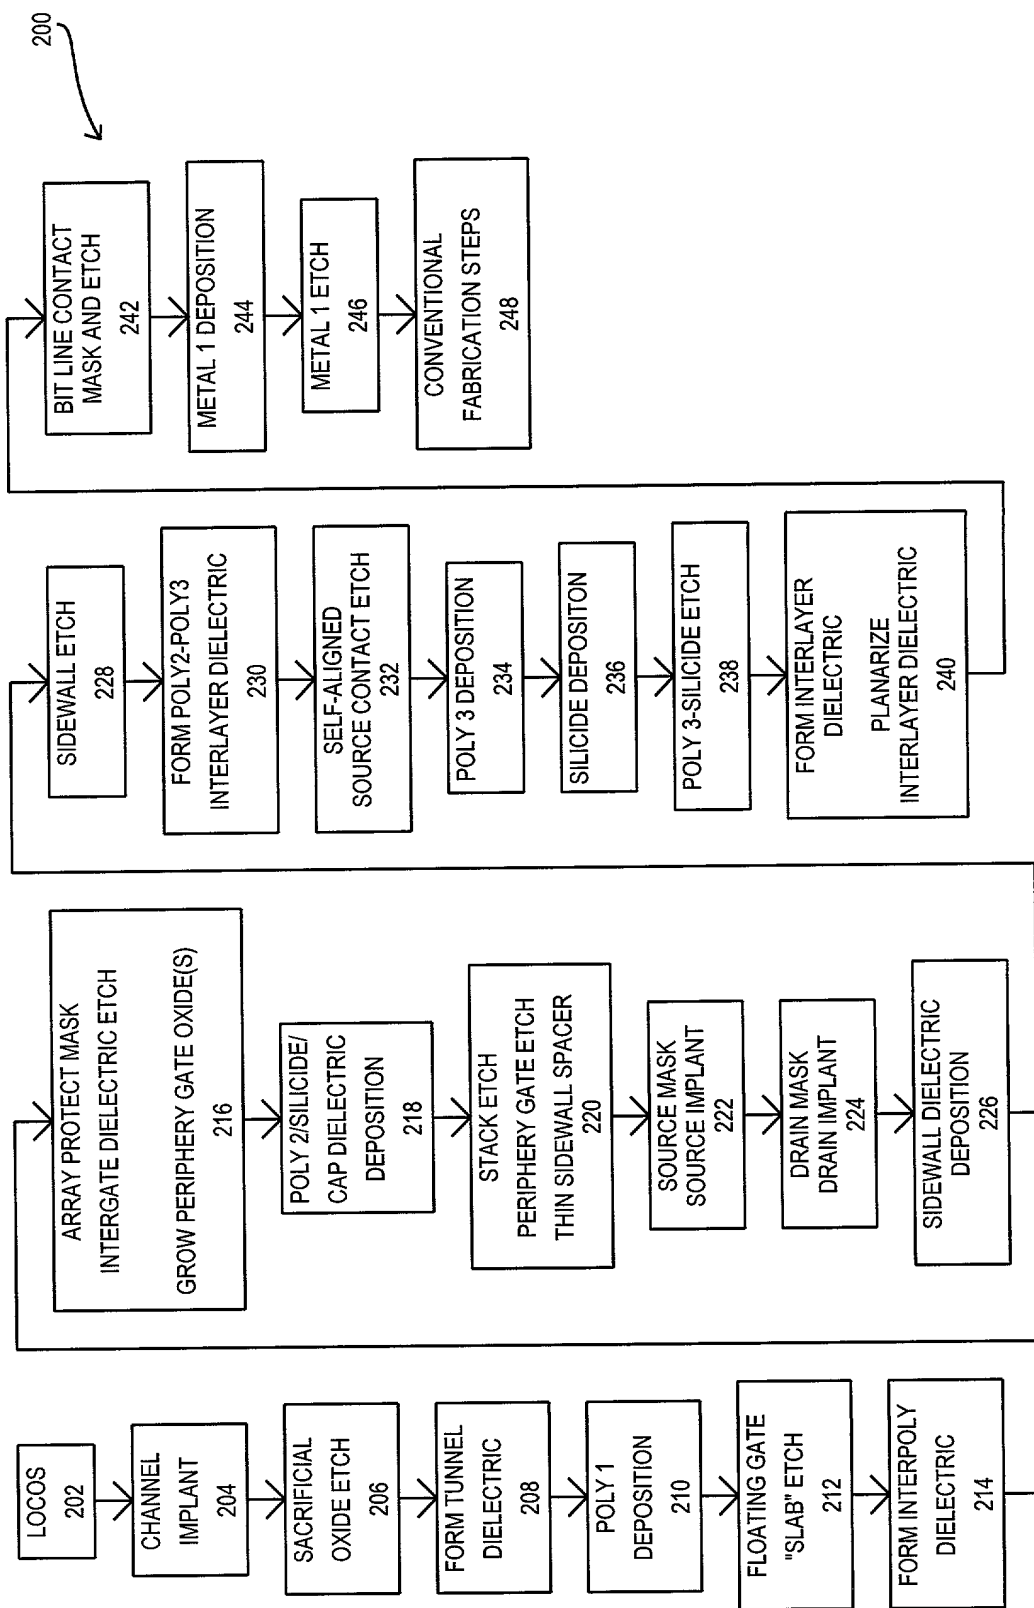 200
LOCOS
202
CHANNEL
IMPLANT
204
SACRIFICIAL
OXIDE ETCH
206
FORM TUNNEL
DIELECTRIC
208
POLY 1
DEPOSITION
210
FLOATING GATE
"SLAB" ETCH
212
FORM INTERPOLY
DIELECTRIC
214
ARRAY PROTECT MASK
INTERGATE DIELECTRIC ETCH
GROW PERIPHERY GATE OXIDE(S)
216
POLY 2/SILICIDE/
CAP DIELECTRIC
DEPOSITION
218
STACK ETCH
PERIPHERY GATE ETCH
THIN SIDEWALL SPACER
220
SOURCE MASK
SOURCE IMPLANT
222
DRAIN MASK
DRAIN IMPLANT
224
SIDEWALL DIELECTRIC
DEPOSITION
226
SIDEWALL ETCH
228
FORM POLY2-POLY3
INTERLAYER DIELECTRIC
230
SELF-ALIGNED
SOURCE CONTACT ETCH
232
POLY 3 DEPOSITION
234
SILICIDE DEPOSITON
236
POLY 3-SILICIDE ETCH
238
FORM INTERLAYER
DIELECTRIC
PLANARIZE
INTERLAYER DIELECTRIC
240
BIT LINE CONTACT
MASK AND ETCH
242
METAL 1 DEPOSITION
244
METAL 1 ETCH
246
CONVENTIONAL
FABRICATION STEPS
248